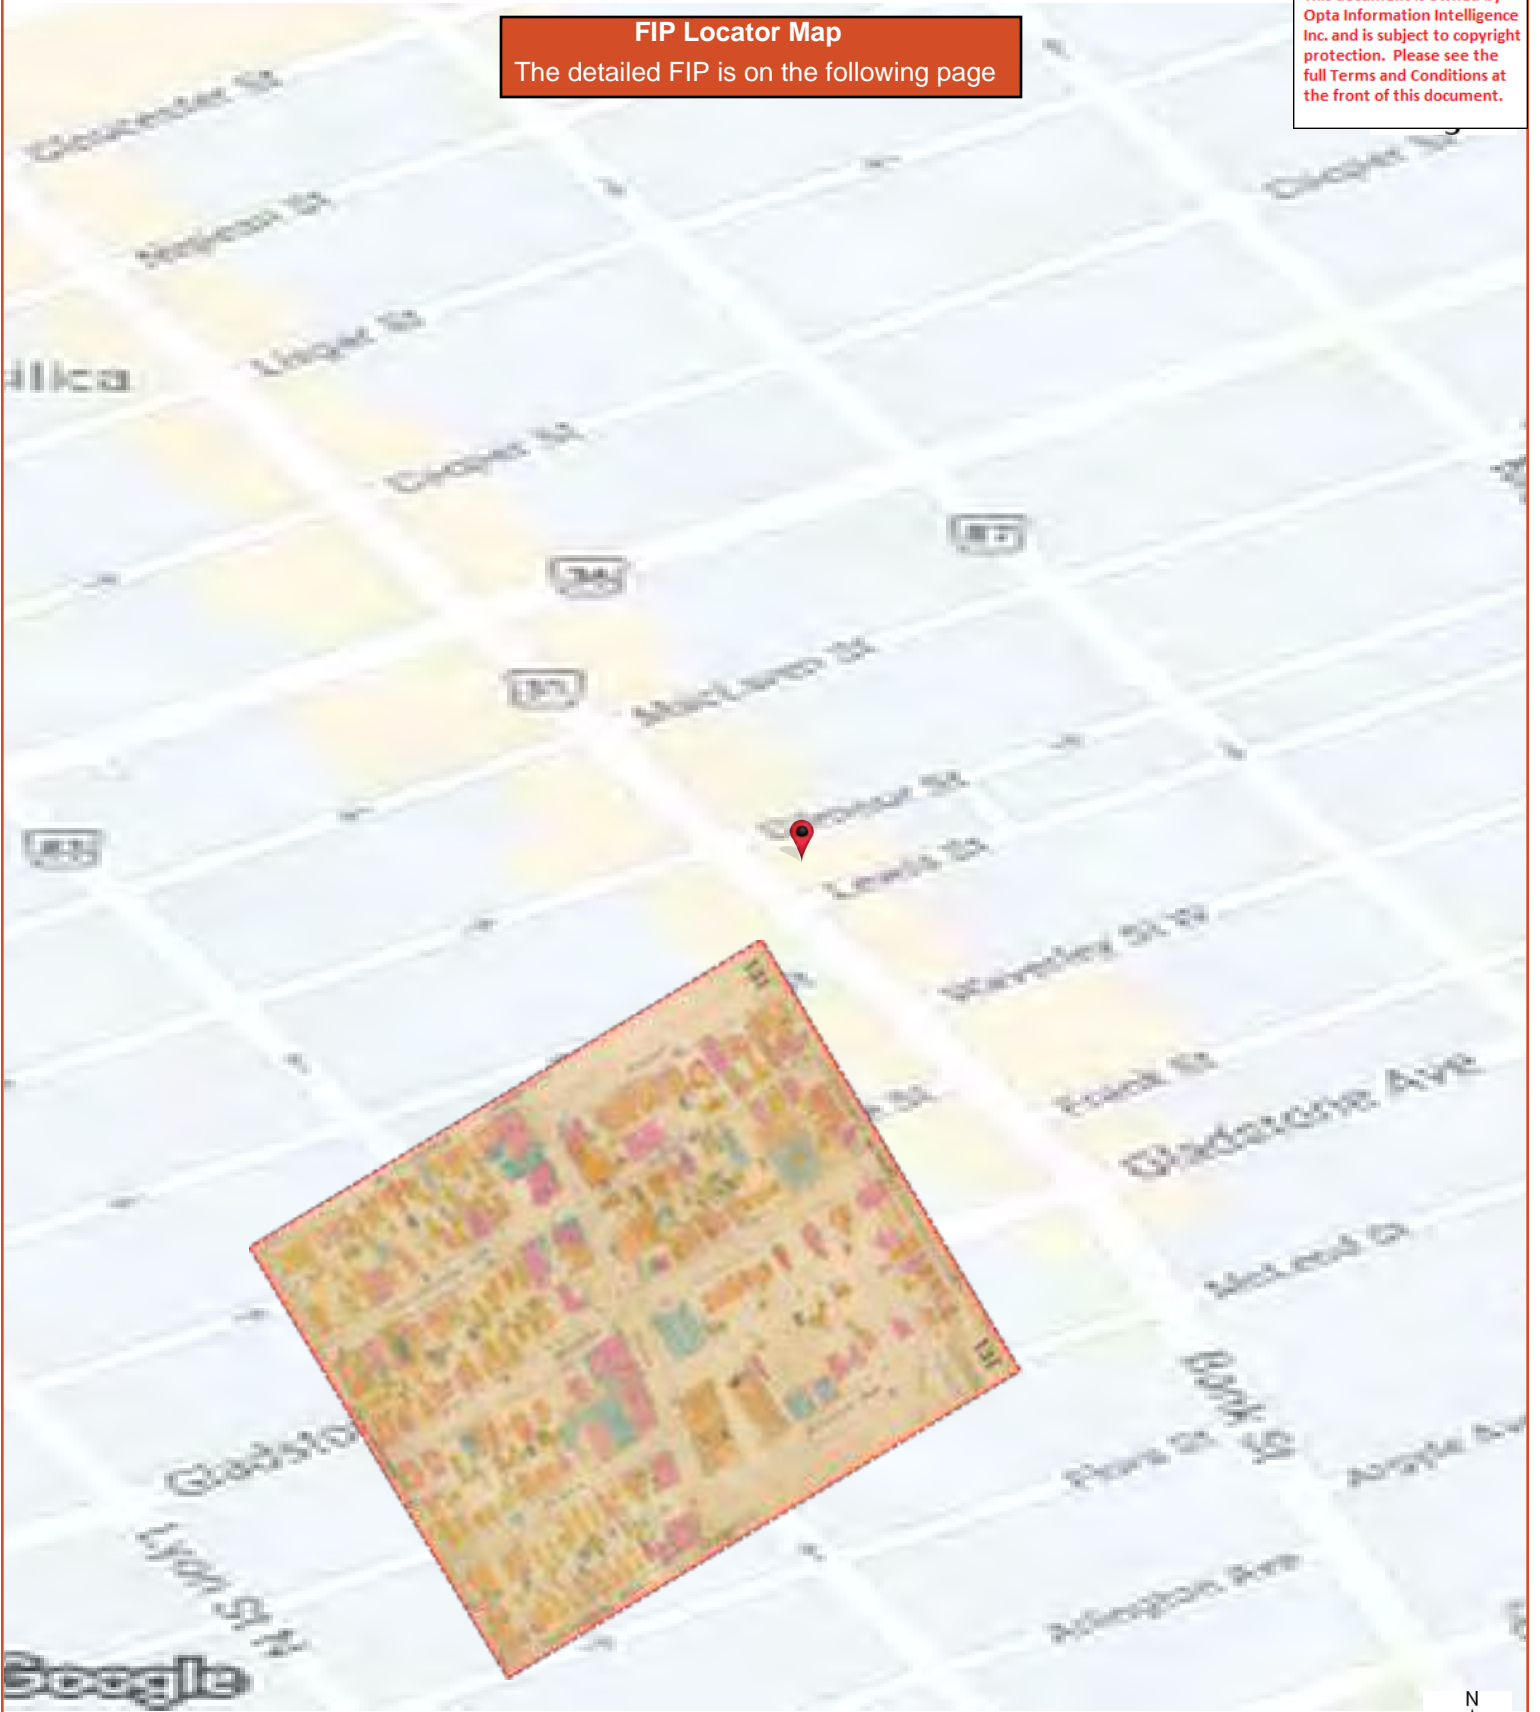 FIP Locator Map
The detailed FIP is on the following page
Opta Information Intelligence
Inc. and is subject to copyright
protection. Please see the
full Terms and Conditions at
the front of this document.
Gloucester St
Nepean St
Lisgar St
Cooper St
Cooper St
ilica
MacLaren St
Gilmour St
Lewis St
Waverley St W
Frank St
St
Gladstone Ave
McLeod St
Bank St
Flora St
Argyle Ave
Arlington Ave
Gladsto
Lyon St N
Google
N